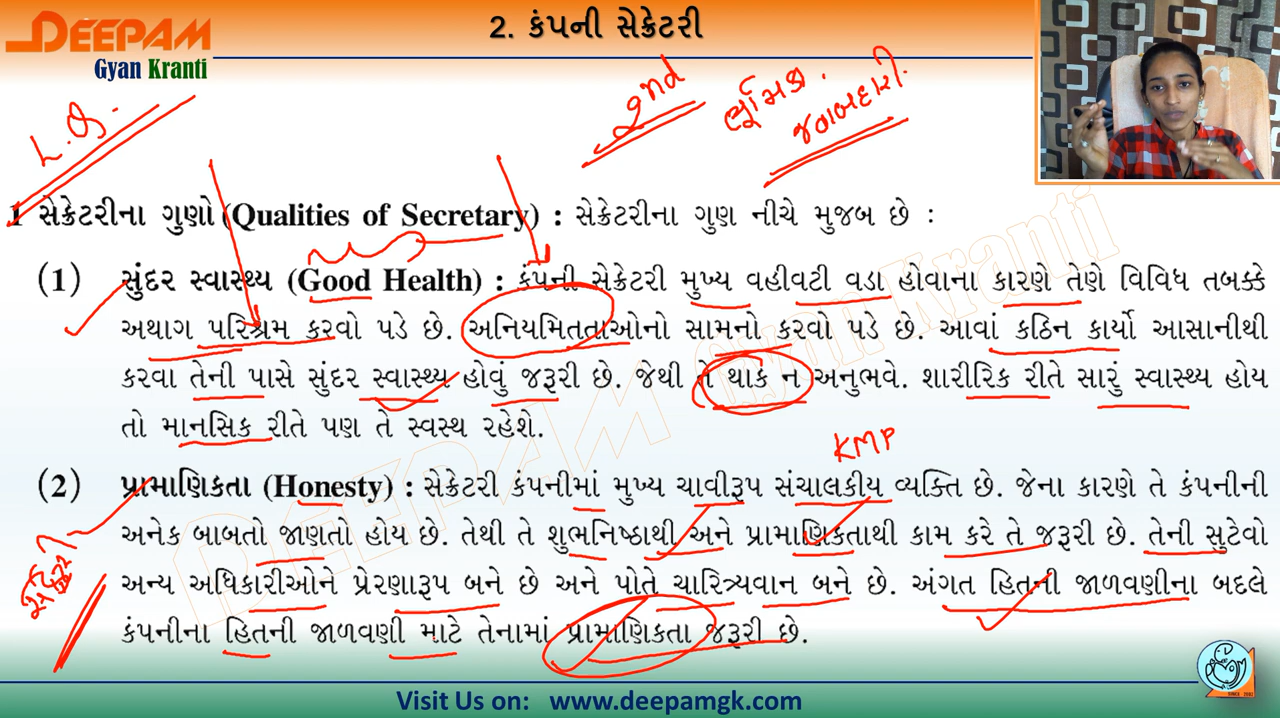 DEEPAM
Gyan Kranti
2. કંપની સેક્રેટરી
L.Q.
2nd
ભૂમિકા.
જવાબદારી.
1 સેક્રેટરીના ગુણો (Qualities of Secretary) : સેક્રેટરીના ગુણ નીચે મુજબ છે :
(1) સુંદર સ્વાસ્થ્ય (Good Health) : કંપની સેક્રેટરી મુખ્ય વહીવટી વડા હોવાના કારણે તેણે વિવિધ તબક્કે
અથાગ પરિશ્રમ કરવો પડે છે. અનિયમિતતાઓનો સામનો કરવો પડે છે. આવાં કઠિન કાર્યો આસાનીથી
કરવા તેની પાસે સુંદર સ્વાસ્થ્ય હોવું જરૂરી છે. જેથી તે થાક ન અનુભવે. શારીરિક રીતે સારું સ્વાસ્થ્ય હોય
તો માનસિક રીતે પણ તે સ્વસ્થ રહેશે.
KMP
(2) પ્રામાણિકતા (Honesty) : સેક્રેટરી કંપનીમાં મુખ્ય ચાવીરૂપ સંચાલકીય વ્યક્તિ છે. જેના કારણે તે કંપનીની
અનેક બાબતો જાણતો હોય છે. તેથી તે શુભનિષ્ઠાથી અને પ્રામાણિકતાથી કામ કરે તે જરૂરી છે. તેની સુટેવો
અન્ય અધિકારીઓને પ્રેરણારૂપ બને છે અને પોતે ચારિત્ર્યવાન બને છે. અંગત હિતની જાળવણીના બદલે
કંપનીના હિતની જાળવણી માટે તેનામાં પ્રામાણિકતા જરૂરી છે.
DEEPAM Gyan Kranti
Visit Us on: www.deepamgk.com